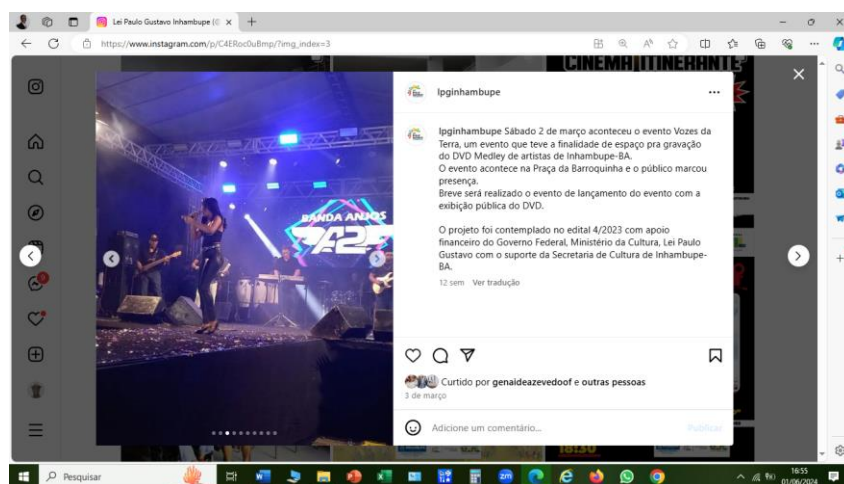 Lei Paulo Gustavo Inhambupe (@
https://www.instagram.com/p/C4ERoc0uBmp/?img_index=3
CINEMA ITINERANTE
lpginhambupe
lpginhambupe Sábado 2 de março aconteceu o evento Vozes da
Terra, um evento que teve a finalidade de espaço pra gravação
do DVD Medley de artistas de Inhambupe-BA.
O evento acontece na Praça da Barroquinha e o público marcou
presença.
Breve será realizado o evento de lançamento do evento com a
exibição pública do DVD.
O projeto foi contemplado no edital 4/2023 com apoio
financeiro do Governo Federal, Ministério da Cultura, Lei Paulo
Gustavo com o suporte da Secretaria de Cultura de Inhambupe-
BA.
12 sem Ver tradução
BANDA ANJOS
A2
Curtido por genaideazevedoof e outras pessoas
3 de março
Adicione um comentário...
Publicar
18:30
Pesquisar
16:55
01/06/2024